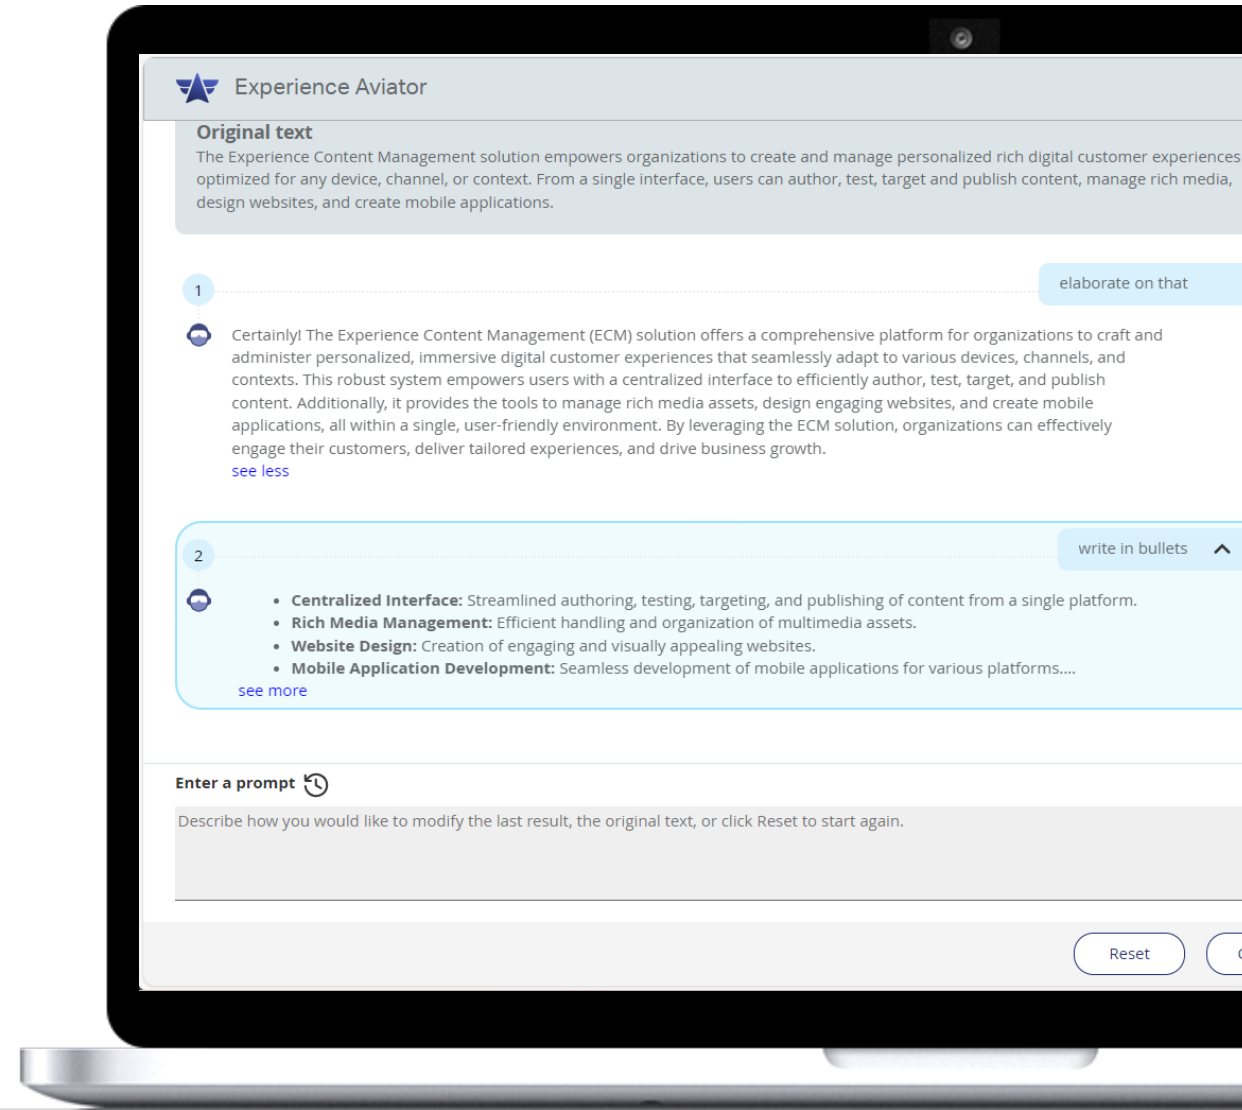 Experience Aviator
Original text
The Experience Content Management solution empowers organizations to create and manage personalized rich digital customer experiences
optimized for any device, channel, or context. From a single interface, users can author, test, target and publish content, manage rich media,
design websites, and create mobile applications.
1
elaborate on that
Certainly! The Experience Content Management (ECM) solution offers a comprehensive platform for organizations to craft and
administer personalized, immersive digital customer experiences that seamlessly adapt to various devices, channels, and
contexts. This robust system empowers users with a centralized interface to efficiently author, test, target, and publish
content. Additionally, it provides the tools to manage rich media assets, design engaging websites, and create mobile
applications, all within a single, user-friendly environment. By leveraging the ECM solution, organizations can effectively
engage their customers, deliver tailored experiences, and drive business growth.
see less
2
write in bullets
• Centralized Interface: Streamlined authoring, testing, targeting, and publishing of content from a single platform.
• Rich Media Management: Efficient handling and organization of multimedia assets.
• Website Design: Creation of engaging and visually appealing websites.
• Mobile Application Development: Seamless development of mobile applications for various platforms....
see more
Enter a prompt
Describe how you would like to modify the last result, the original text, or click Reset to start again.
Reset